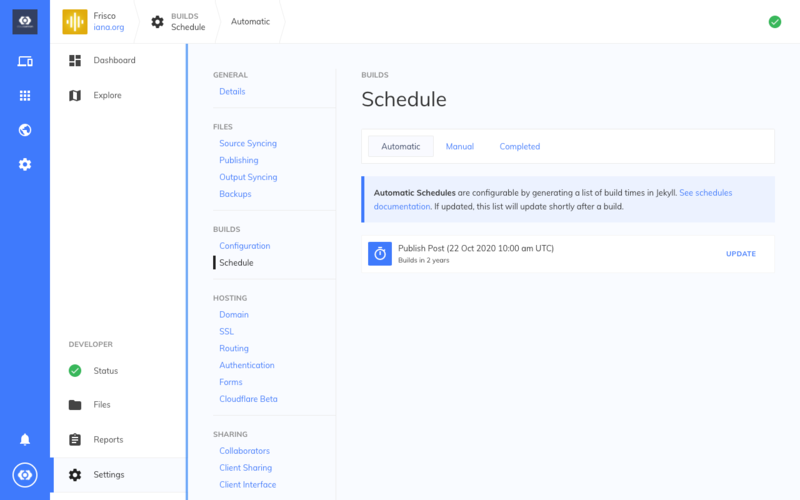 Frisco
iana.org
BUILDS
Schedule
Automatic
Dashboard
Explore
DEVELOPER
Status
Files
Reports
Settings
GENERAL
Details
FILES
Source Syncing
Publishing
Output Syncing
Backups
BUILDS
Configuration
Schedule
HOSTING
Domain
SSL
Routing
Authentication
Forms
Cloudflare Beta
SHARING
Collaborators
Client Sharing
Client Interface
BUILDS
Schedule
Automatic Manual Completed
Automatic Schedules are configurable by generating a list of build times in Jekyll. See schedules
documentation. If updated, this list will update shortly after a build.
Publish Post (22 Oct 2020 10:00 am UTC)
Builds in 2 years
UPDATE